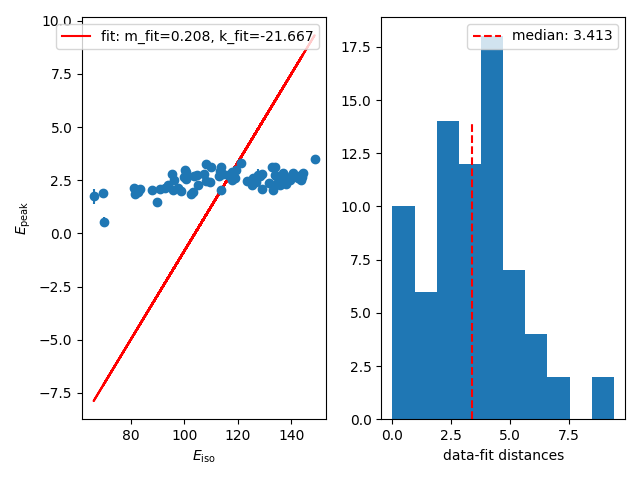 fit: m_fit=0.208, k_fit=-21.667
10.0
7.5
5.0
2.5
0.0
−2.5
−5.0
−7.5
E_peak
80 100 120 140
E_iso
median: 3.413
17.5
15.0
12.5
10.0
7.5
5.0
2.5
0.0
0.0 2.5 5.0 7.5
data-fit distances